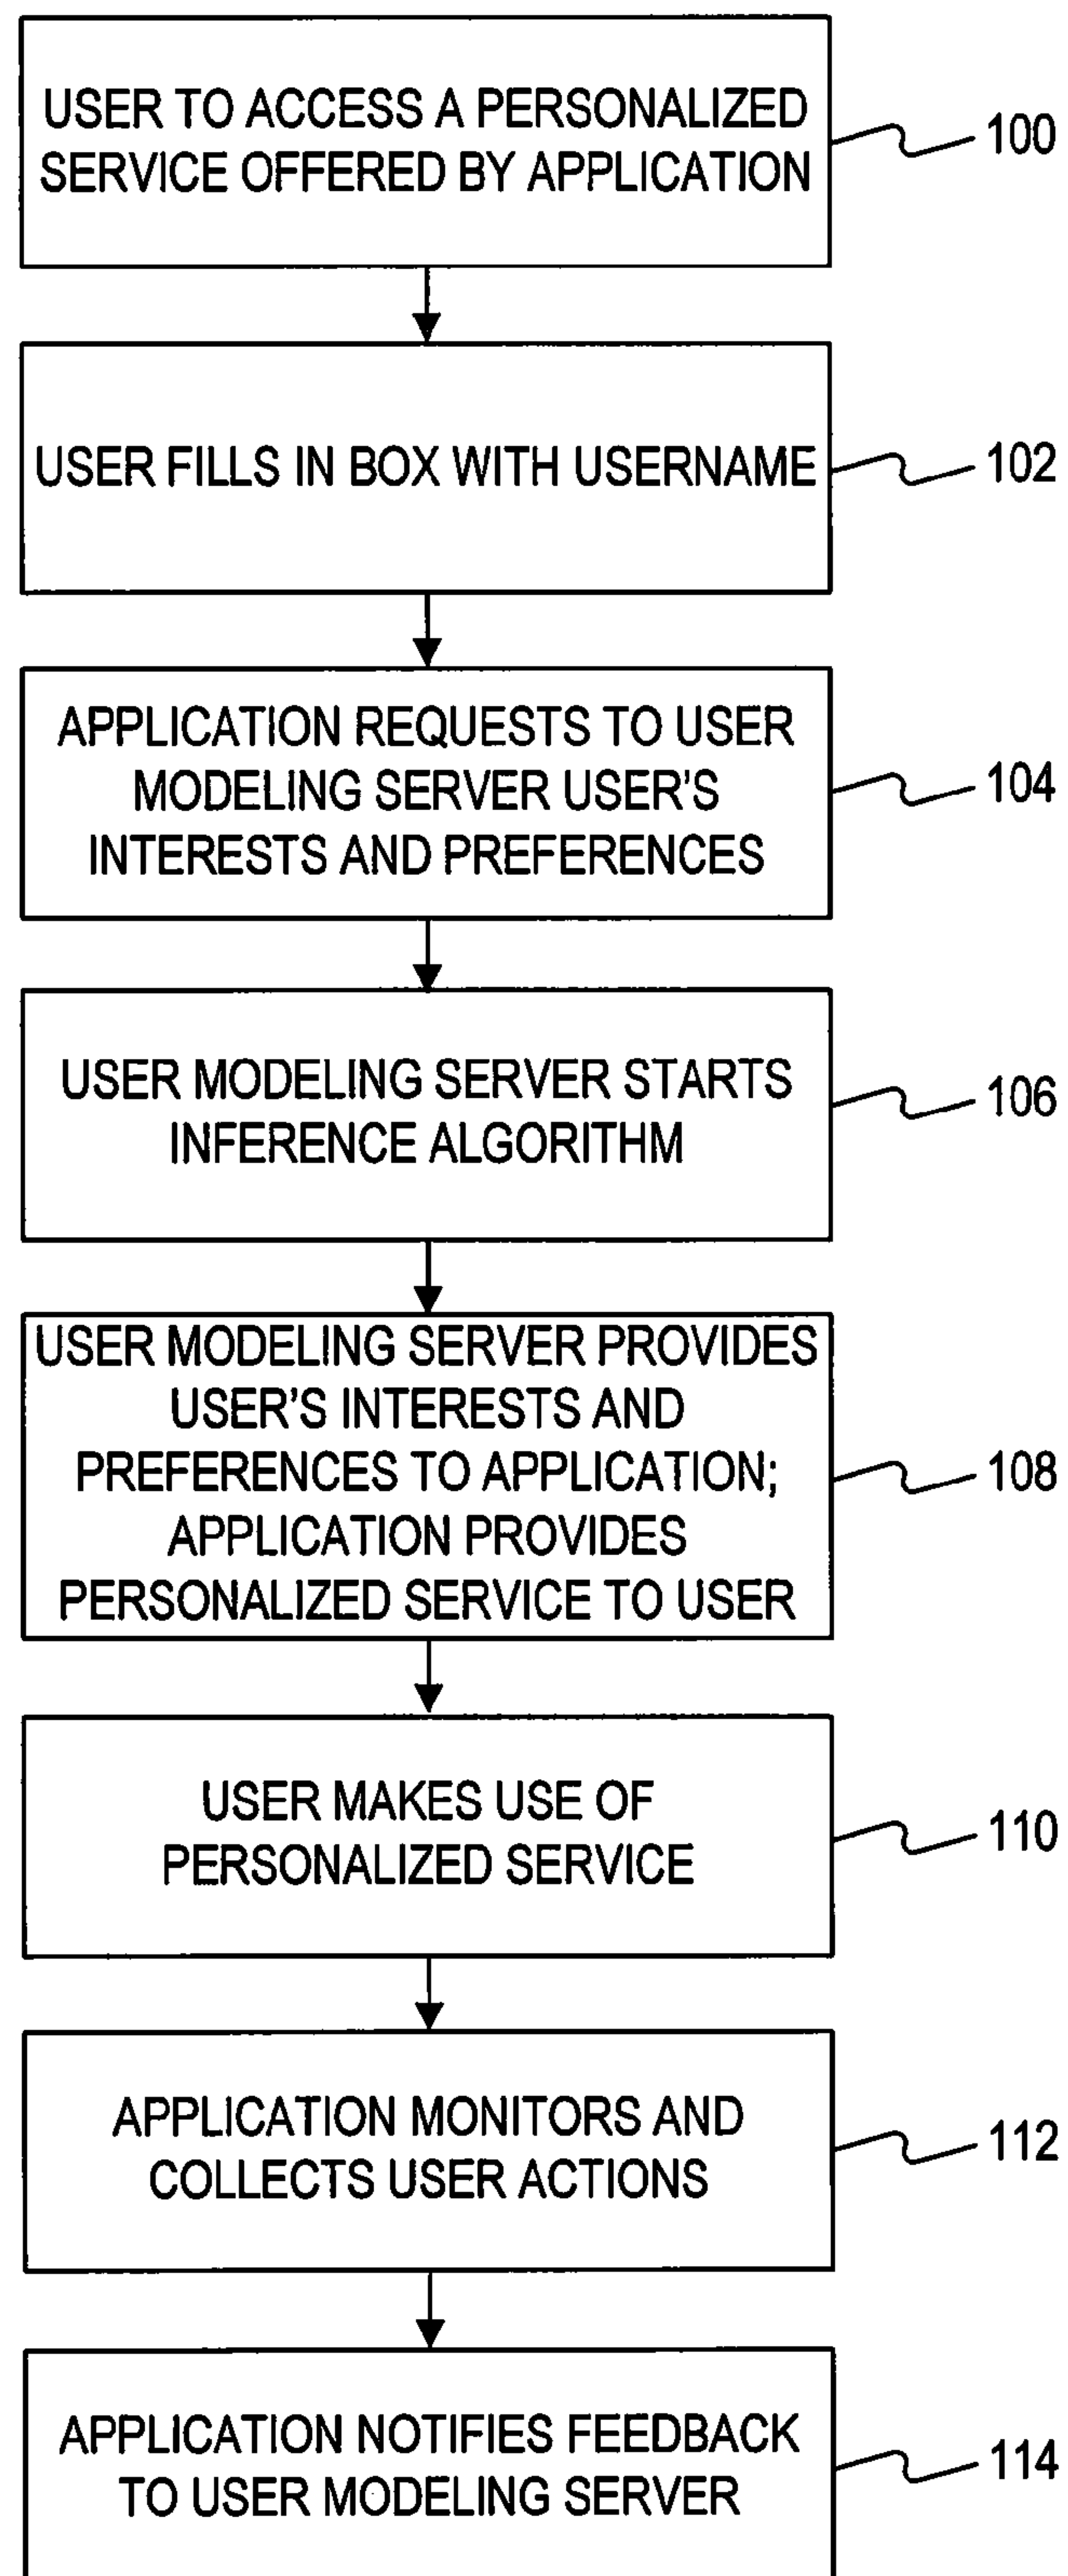 USER TO ACCESS A PERSONALIZED
SERVICE OFFERED BY APPLICATION
100
USER FILLS IN BOX WITH USERNAME
102
APPLICATION REQUESTS TO USER
MODELING SERVER USER'S
INTERESTS AND PREFERENCES
104
USER MODELING SERVER STARTS
INFERENCE ALGORITHM
106
USER MODELING SERVER PROVIDES
USER'S INTERESTS AND
PREFERENCES TO APPLICATION;
APPLICATION PROVIDES
PERSONALIZED SERVICE TO USER
108
USER MAKES USE OF
PERSONALIZED SERVICE
110
APPLICATION MONITORS AND
COLLECTS USER ACTIONS
112
APPLICATION NOTIFIES FEEDBACK
TO USER MODELING SERVER
114